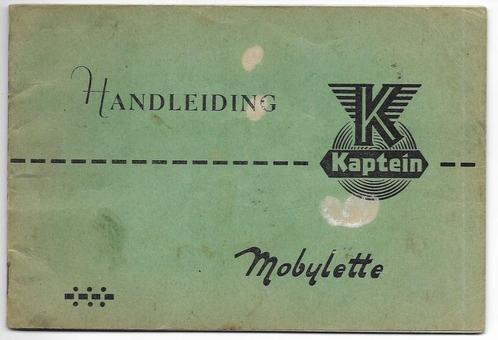 HANDLEIDING
K
Kaptein
Mobylette